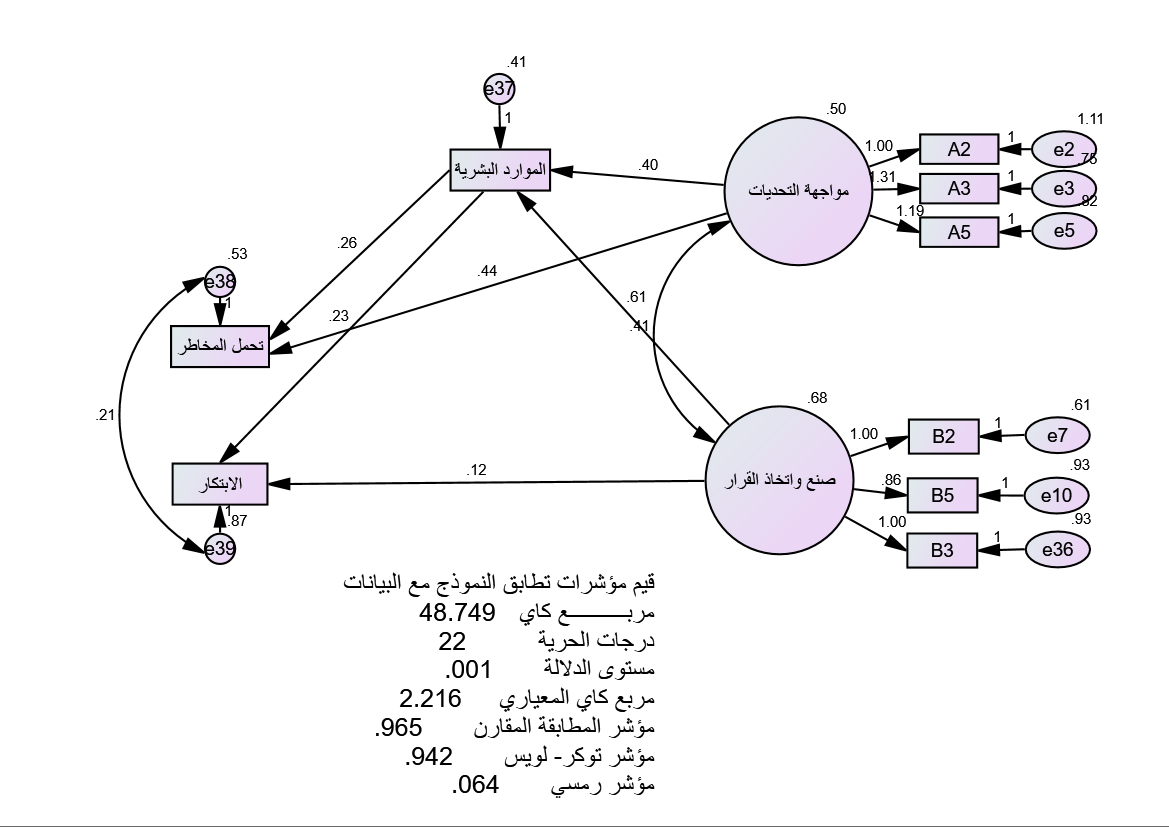 .41
e37
1
الموارد البشرية
.50
مواجهة التحديات
1.00
A2
1
e2
1.11
1.31
A3
1
e3
.75
1.19
A5
1
e5
.82
.40
.26
.44
.23
.61
.41
.53
e38
1
تحمل المخاطر
.21
الابتكار
1
.87
e39
.12
.68
صنع واتخاذ القرار
1.00
B2
1
e7
.61
.86
B5
1
e10
.93
1.00
B3
1
e36
.93
قيم مؤشرات تطابق النموذج مع البيانات
مربـــــــــــع كاي 48.749
درجات الحرية 22
مستوى الدلالة .001
مربع كاي المعياري 2.216
مؤشر المطابقة المقارن .965
مؤشر توكر- لويس .942
مؤشر رمسي .064